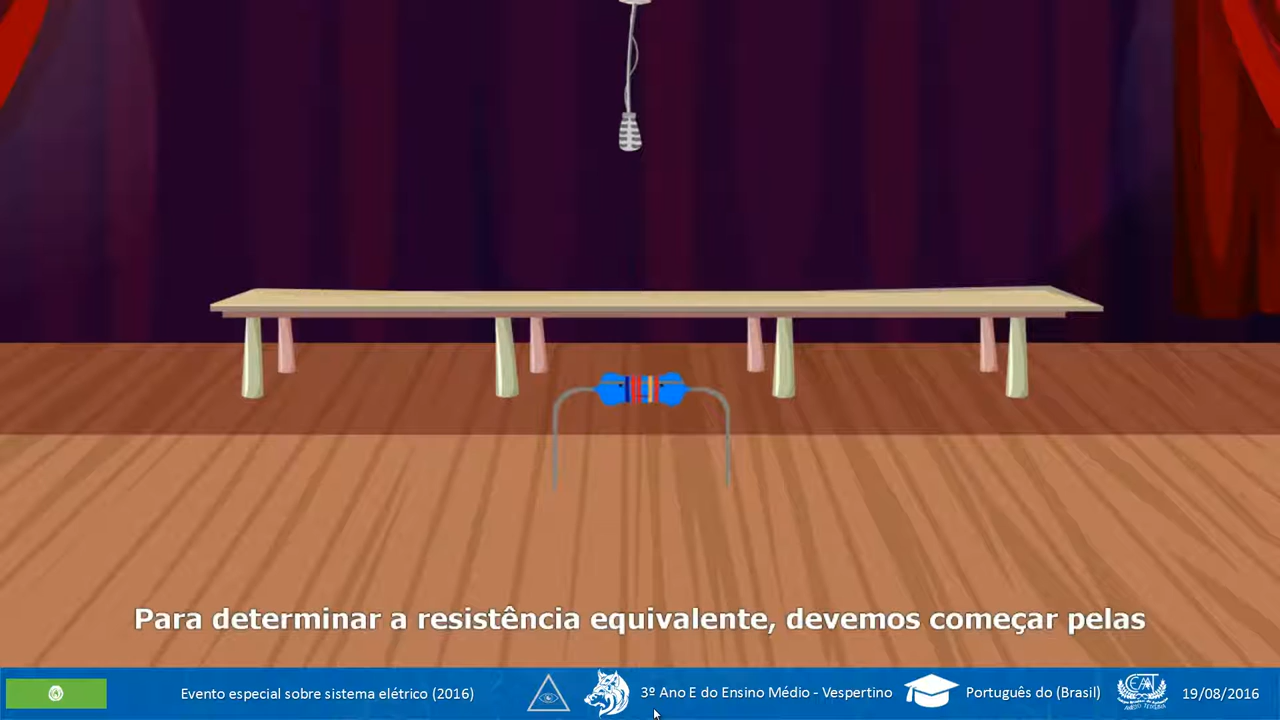 Para determinar a resistência equivalente, devemos começar pelas
Evento especial sobre sistema elétrico (2016) 3º Ano E do Ensino Médio - Vespertino Português do (Brasil) CAT 19/08/2016